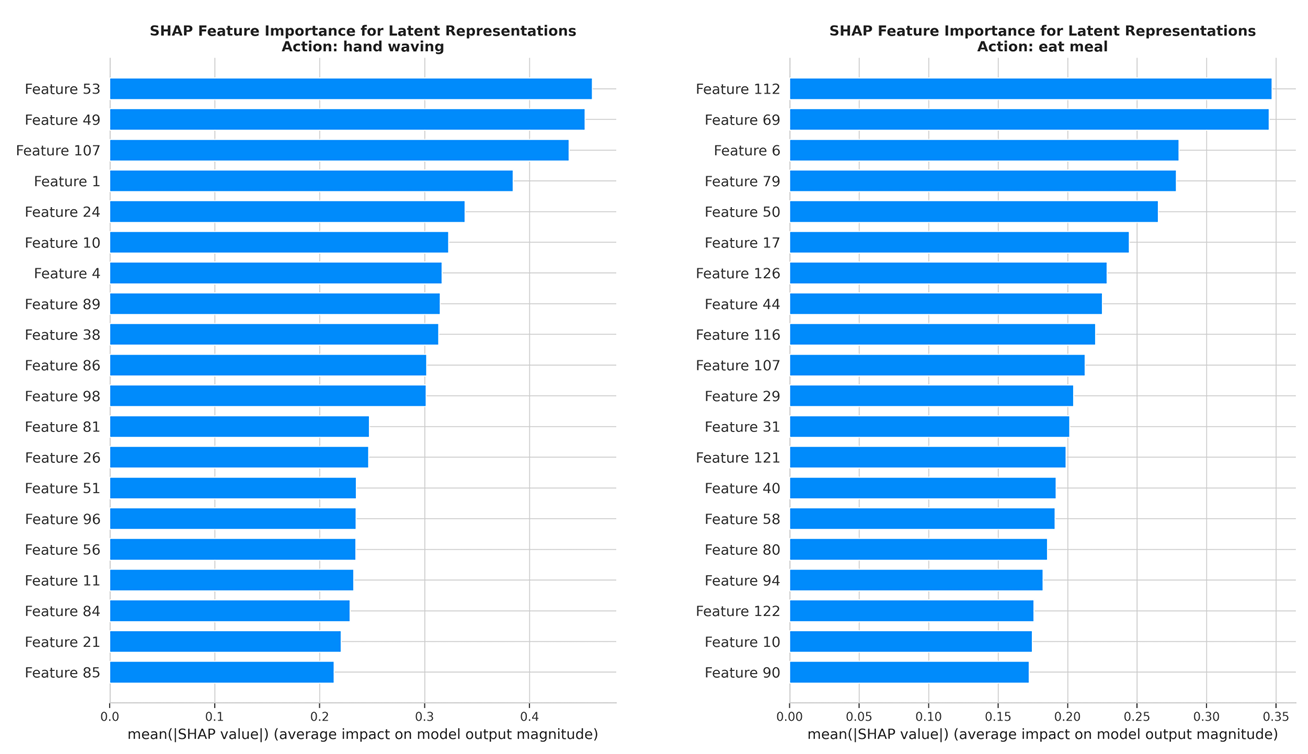 SHAP Feature Importance for Latent Representations
Action: hand waving
Feature 53
Feature 49
Feature 107
Feature 1
Feature 24
Feature 10
Feature 4
Feature 89
Feature 38
Feature 86
Feature 98
Feature 81
Feature 26
Feature 51
Feature 96
Feature 56
Feature 11
Feature 84
Feature 21
Feature 85
0.0 0.1 0.2 0.3 0.4
mean(|SHAP value|) (average impact on model output magnitude)
SHAP Feature Importance for Latent Representations
Action: eat meal
Feature 112
Feature 69
Feature 6
Feature 79
Feature 50
Feature 17
Feature 126
Feature 44
Feature 116
Feature 107
Feature 29
Feature 31
Feature 121
Feature 40
Feature 58
Feature 80
Feature 94
Feature 122
Feature 10
Feature 90
0.00 0.05 0.10 0.15 0.20 0.25 0.30 0.35
mean(|SHAP value|) (average impact on model output magnitude)